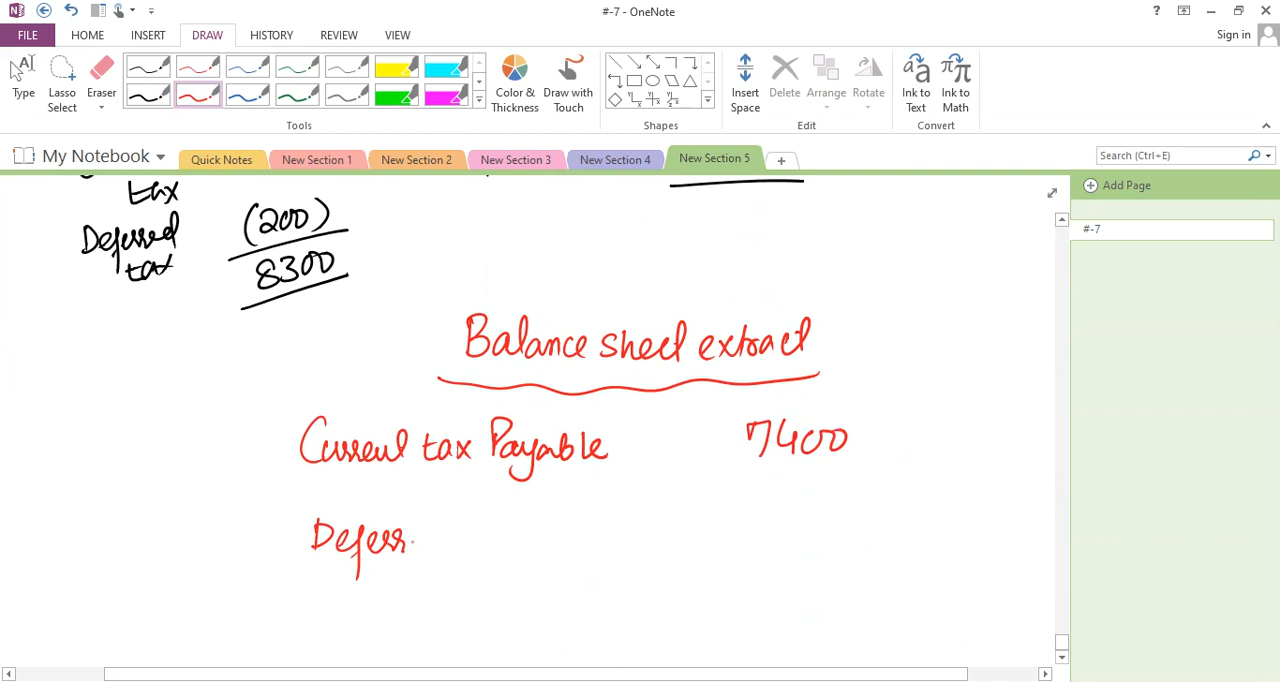 #-7 - OneNote
?
Sign in
FILE HOME INSERT DRAW HISTORY REVIEW VIEW
Type
Lasso Select
Eraser
Color & Thickness
Draw with Touch
Insert Space
Delete
Arrange
Rotate
Ink to Text
Ink to Math
Tools
Shapes
Edit
Convert
My Notebook
Quick Notes
New Section 1
New Section 2
New Section 3
New Section 4
New Section 5
Search (Ctrl+E)
Add Page
#-7
tax
Deferred tax (200)
8300
Balance sheet extract
Current tax Payable 7400
Deferr